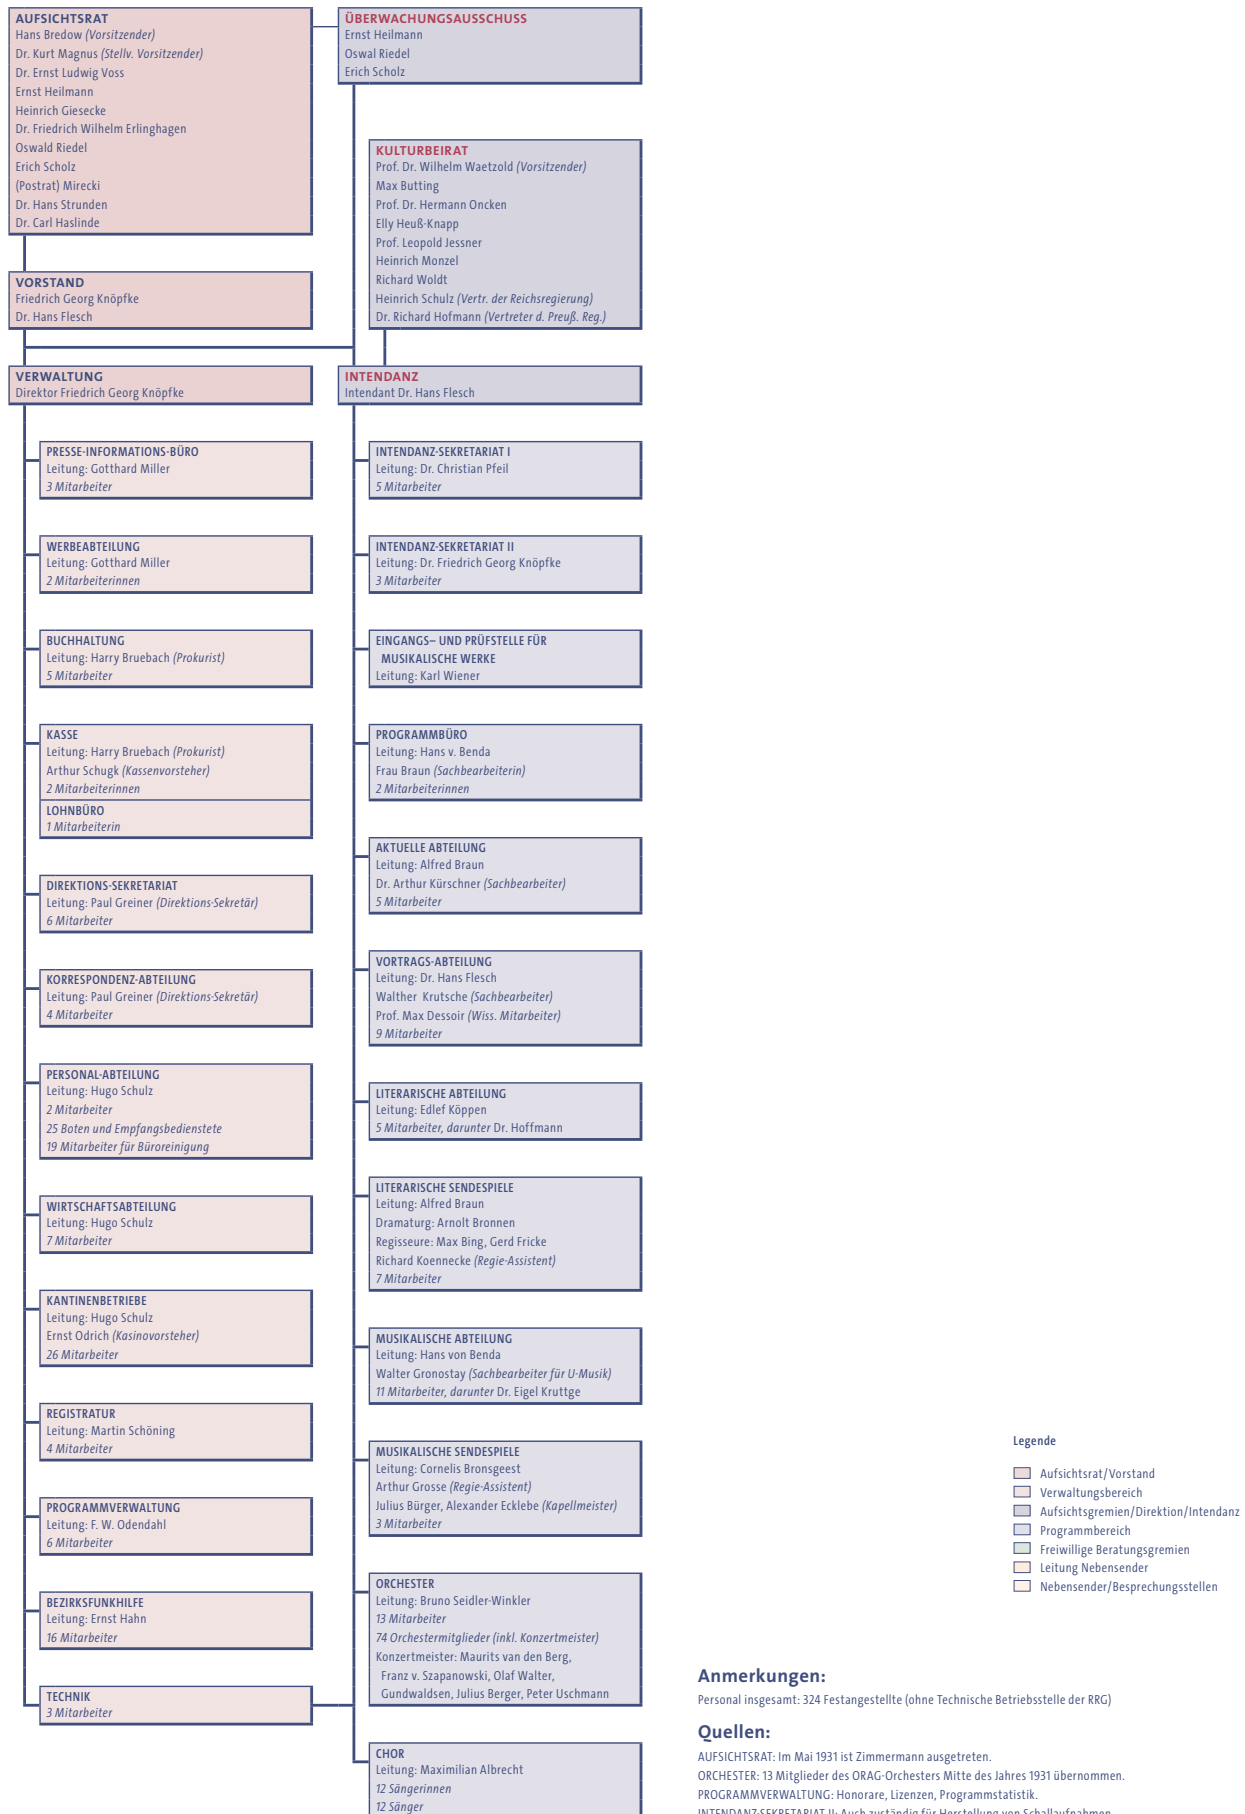 AUFSICHTSRAT
Hans Bredow (Vorsitzender)
Dr. Kurt Magnus (Stellv. Vorsitzender)
Dr. Ernst Ludwig Voss
Ernst Heilmann
Heinrich Giesecke
Dr. Friedrich Wilhelm Erlinghagen
Oswald Riedel
Erich Scholz
(Postrat) Mirecki
Dr. Hans Strunden
Dr. Carl Haslinde
ÜBERWACHUNGSAUSSCHUSS
Ernst Heilmann
Oswal Riedel
Erich Scholz
KULTURBEIRAT
Prof. Dr. Wilhelm Waetzold (Vorsitzender)
Max Butting
Prof. Dr. Hermann Oncken
Elly Heuß-Knapp
Prof. Leopold Jessner
Heinrich Monzel
Richard Woldt
Heinrich Schulz (Vertr. der Reichsregierung)
Dr. Richard Hofmann (Vertreter d. Preuß. Reg.)
VORSTAND
Friedrich Georg Knöpfke
Dr. Hans Flesch
VERWALTUNG
Direktor Friedrich Georg Knöpfke
PRESSE-INFORMATIONS-BÜRO
Leitung: Gotthard Miller
3 Mitarbeiter
WERBEABTEILUNG
Leitung: Gotthard Miller
2 Mitarbeiterinnen
BUCHHALTUNG
Leitung: Harry Bruebach (Prokurist)
5 Mitarbeiter
KASSE
Leitung: Harry Bruebach (Prokurist)
Arthur Schugk (Kassenvorsteher)
2 Mitarbeiterinnen
LOHNBÜRO
1 Mitarbeiterin
DIREKTIONS-SEKRETARIAT
Leitung: Paul Greiner (Direktions-Sekretär)
6 Mitarbeiter
KORRESPONDENZ-ABTEILUNG
Leitung: Paul Greiner (Direktions-Sekretär)
4 Mitarbeiter
PERSONAL-ABTEILUNG
Leitung: Hugo Schulz
2 Mitarbeiter
25 Boten und Empfangsbedienstete
19 Mitarbeiter für Büroreinigung
WIRTSCHAFTSABTEILUNG
Leitung: Hugo Schulz
7 Mitarbeiter
KANTINENBETRIEBE
Leitung: Hugo Schulz
Ernst Odrich (Kasinovorsteher)
26 Mitarbeiter
REGISTRATUR
Leitung: Martin Schöning
4 Mitarbeiter
PROGRAMMVERWALTUNG
Leitung: F. W. Odendahl
6 Mitarbeiter
BEZIRKSFUNKHILFE
Leitung: Ernst Hahn
16 Mitarbeiter
TECHNIK
3 Mitarbeiter
INTENDANZ
Intendant Dr. Hans Flesch
INTENDANZ-SEKRETARIAT I
Leitung: Dr. Christian Pfeil
5 Mitarbeiter
INTENDANZ-SEKRETARIAT II
Leitung: Dr. Friedrich Georg Knöpfke
3 Mitarbeiter
EINGANGS– UND PRÜFSTELLE FÜR
MUSIKALISCHE WERKE
Leitung: Karl Wiener
PROGRAMMBÜRO
Leitung: Hans v. Benda
Frau Braun (Sachbearbeiterin)
2 Mitarbeiterinnen
AKTUELLE ABTEILUNG
Leitung: Alfred Braun
Dr. Arthur Kürschner (Sachbearbeiter)
5 Mitarbeiter
VORTRAGS-ABTEILUNG
Leitung: Dr. Hans Flesch
Walther Krutsche (Sachbearbeiter)
Prof. Max Dessoir (Wiss. Mitarbeiter)
9 Mitarbeiter
LITERARISCHE ABTEILUNG
Leitung: Edlef Köppen
5 Mitarbeiter, darunter Dr. Hoffmann
LITERARISCHE SENDESPIELE
Leitung: Alfred Braun
Dramaturg: Arnolt Bronnen
Regisseure: Max Bing, Gerd Fricke
Richard Koennecke (Regie-Assistent)
7 Mitarbeiter
MUSIKALISCHE ABTEILUNG
Leitung: Hans von Benda
Walter Gronostay (Sachbearbeiter für U-Musik)
11 Mitarbeiter, darunter Dr. Eigel Kruttge
MUSIKALISCHE SENDESPIELE
Leitung: Cornelis Bronsgeest
Arthur Grosse (Regie-Assistent)
Julius Bürger, Alexander Ecklebe (Kapellmeister)
3 Mitarbeiter
ORCHESTER
Leitung: Bruno Seidler-Winkler
13 Mitarbeiter
74 Orchestermitglieder (inkl. Konzertmeister)
Konzertmeister: Maurits van den Berg,
Franz v. Szapanowski, Olaf Walter,
Gundwaldsen, Julius Berger, Peter Uschmann
CHOR
Leitung: Maximilian Albrecht
12 Sängerinnen
12 Sänger
Legende
Aufsichtsrat/Vorstand
Verwaltungsbereich
Aufsichtsgremien/Direktion/Intendanz
Programmbereich
Freiwillige Beratungsgremien
Leitung Nebensender
Nebensender/Besprechungsstellen
Anmerkungen:
Personal insgesamt: 324 Festangestellte (ohne Technische Betriebsstelle der RRG)
Quellen:
AUFSICHTSRAT: Im Mai 1931 ist Zimmermann ausgetreten.
ORCHESTER: 13 Mitglieder des ORAG-Orchesters Mitte des Jahres 1931 übernommen.
PROGRAMMVERWALTUNG: Honorare, Lizenzen, Programmstatistik.
INTENDANZ-SEKRETARIAT II: Auch zuständig für Herstellung von Schallaufnahmen